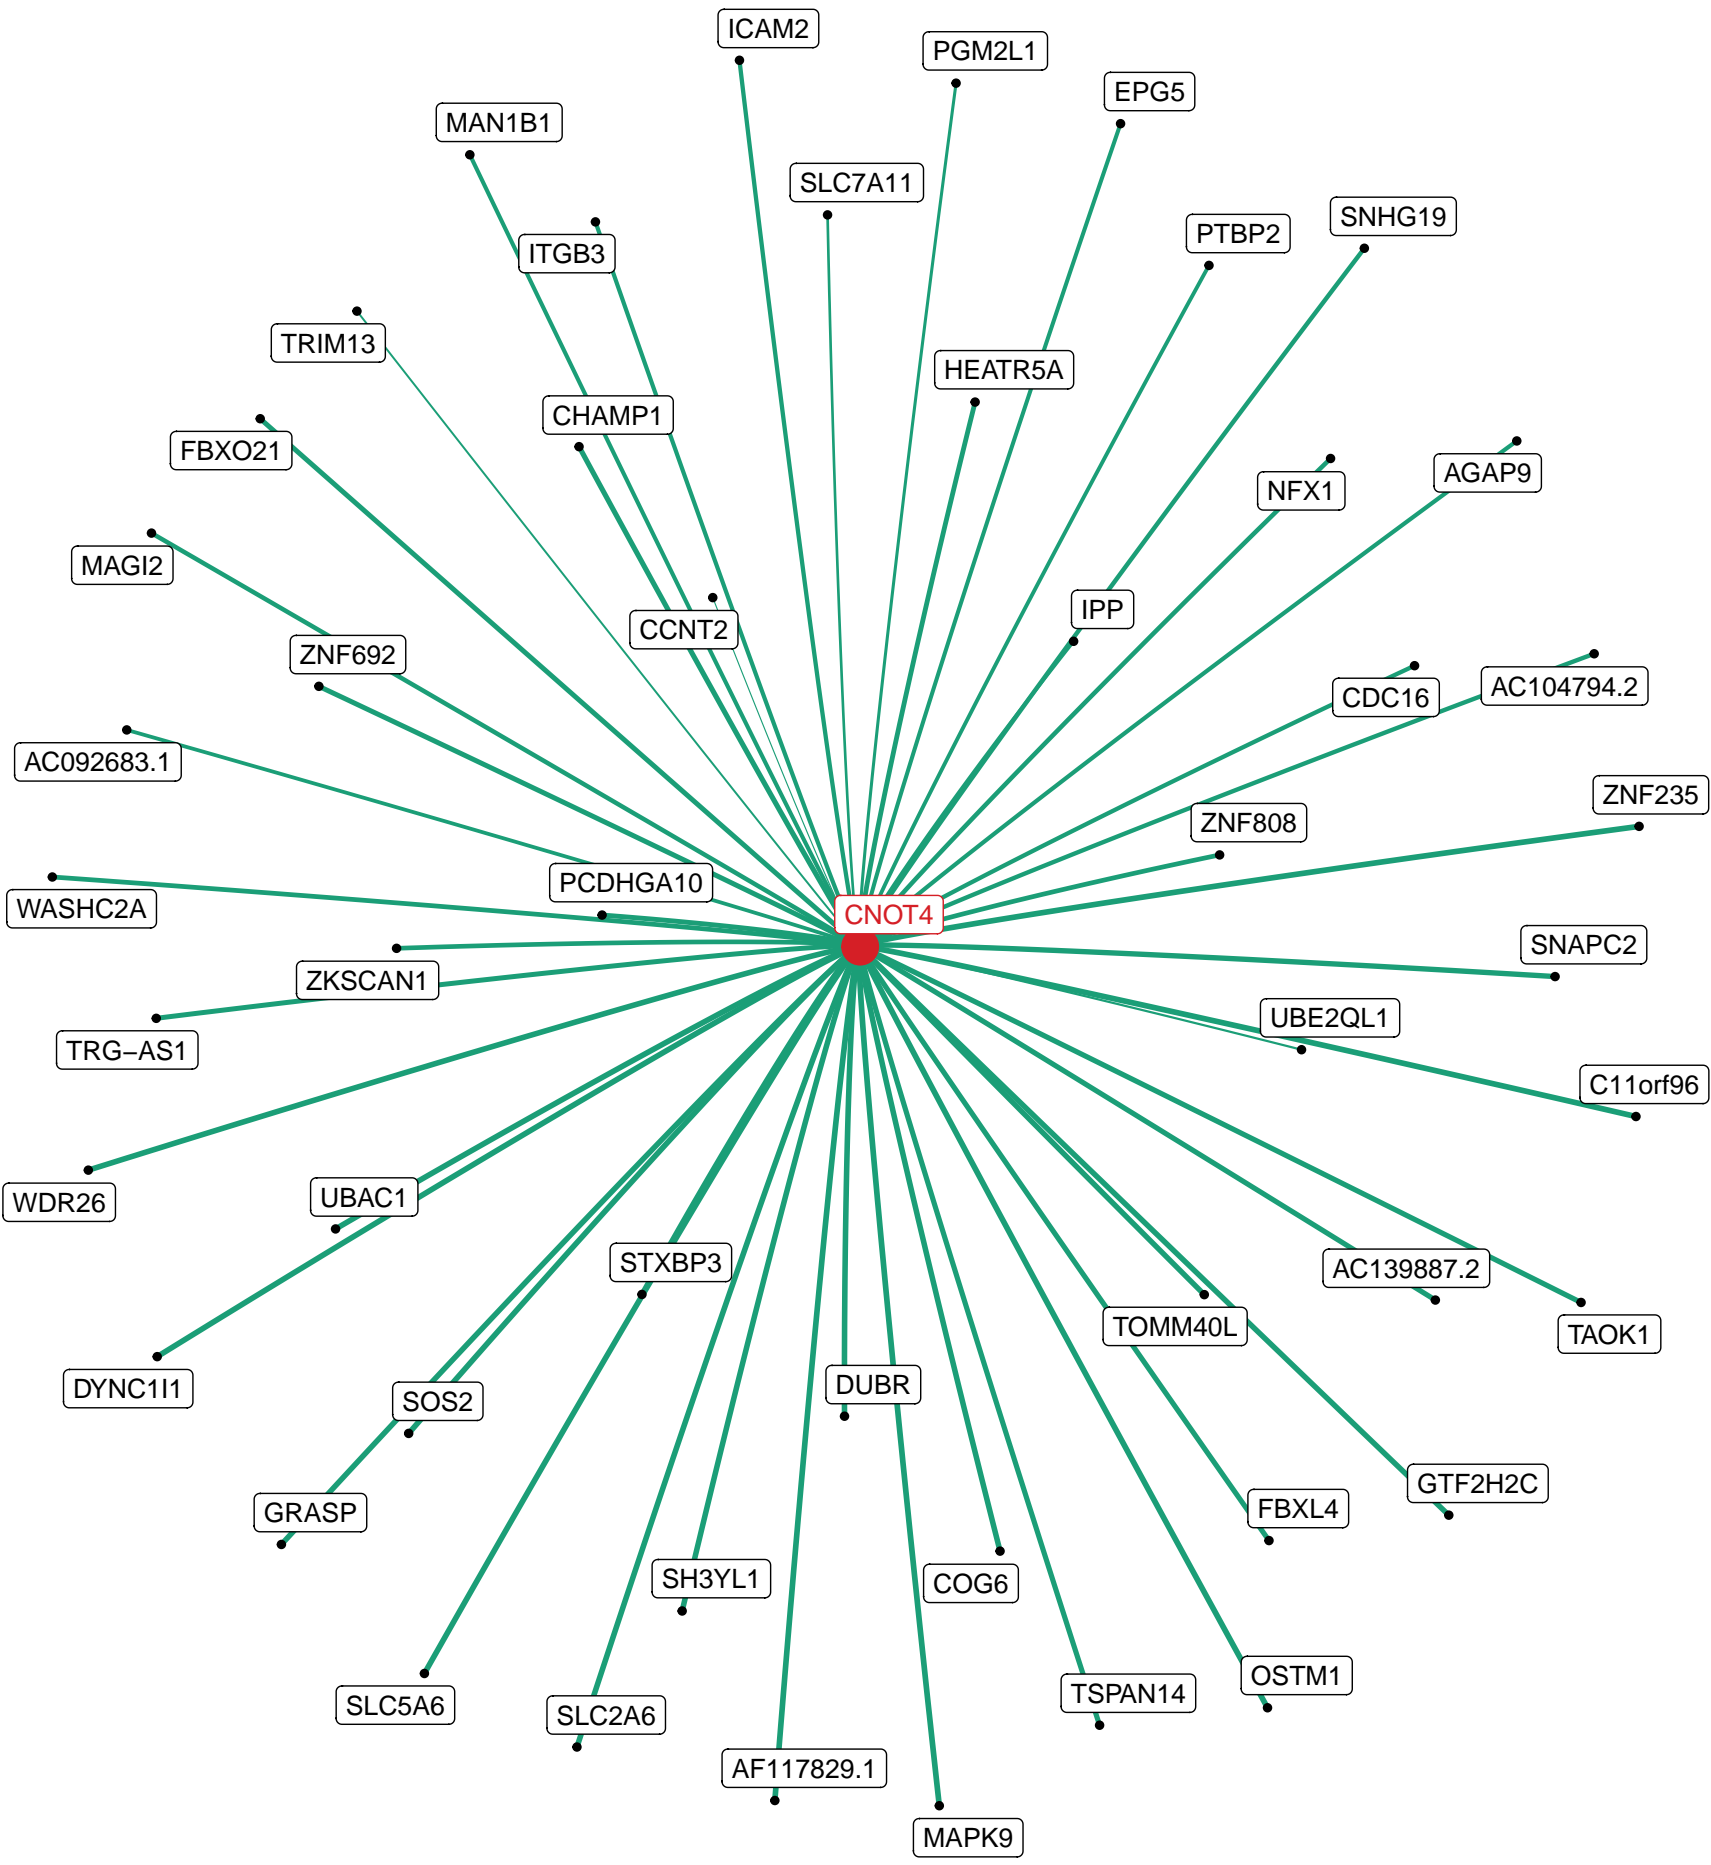 ICAM2
PGM2L1
EPG5
MAN1B1
SLC7A11
SNHG19
PTBP2
ITGB3
TRIM13
HEATR5A
CHAMP1
FBXO21
AGAP9
NFX1
MAGI2
IPP
CCNT2
ZNF692
AC104794.2
CDC16
AC092683.1
ZNF235
ZNF808
PCDHGA10
WASHC2A
CNOT4
SNAPC2
ZKSCAN1
UBE2QL1
TRG−AS1
C11orf96
UBAC1
WDR26
STXBP3
AC139887.2
TOMM40L
TAOK1
DUBR
DYNC1I1
SOS2
GTF2H2C
FBXL4
GRASP
SH3YL1
COG6
OSTM1
TSPAN14
SLC5A6
SLC2A6
AF117829.1
MAPK9